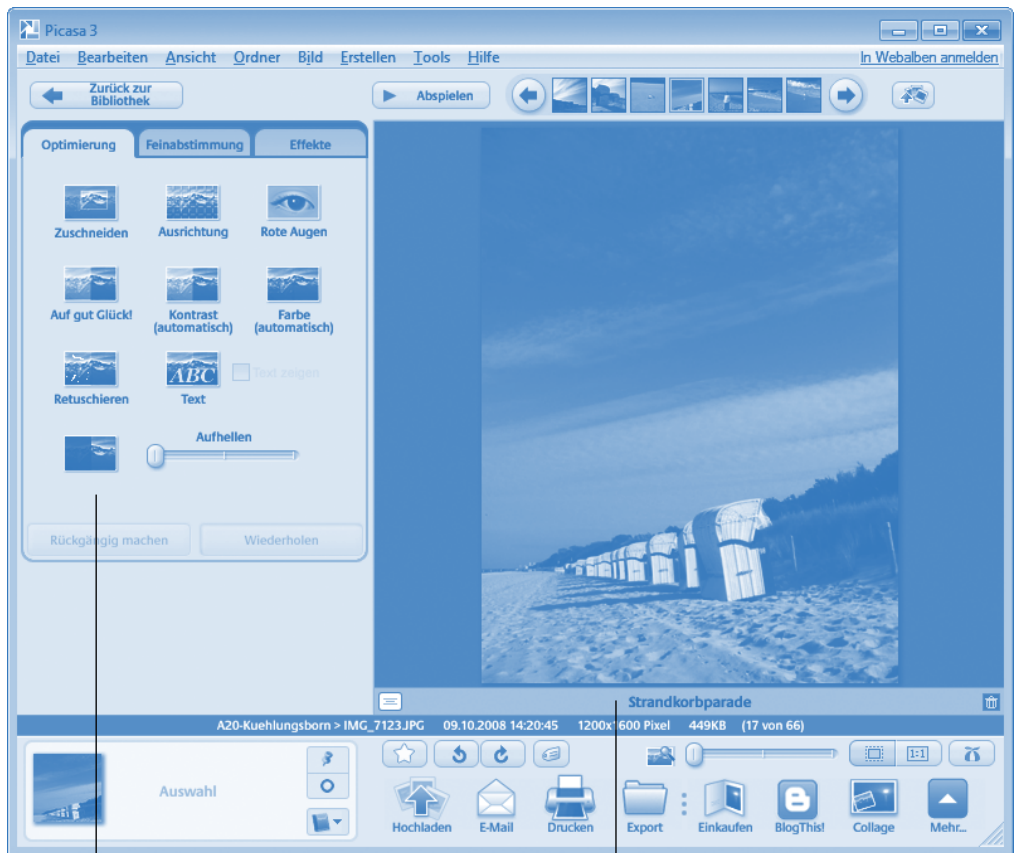 Picasa 3
Datei Bearbeiten Ansicht Ordner Bild Erstellen Tools Hilfe In Webalben anmelden
Zurück zur
Bibliothek
Abspielen
Optimierung Feinabstimmung Effekte
Zuschneiden Ausrichtung Rote Augen
Auf gut Glück! Kontrast
(automatisch) Farbe
(automatisch)
ABC
Text zeigen
Retuschieren Text
Aufhellen
Rückgängig machen Wiederholen
Strandkorbparade
A20-Kuehlungsborn > IMG_7123.JPG 09.10.2008 14:20:45 1200x1600 Pixel 449KB (17 von 66)
Auswahl
1:1
Hochladen E-Mail Drucken Export Einkaufen BlogThis! Collage Mehr...